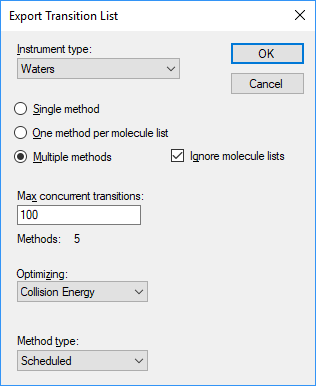 Export Transition List
Instrument type:
Waters
OK
Cancel
Single method
One method per molecule list
Multiple methods
Ignore molecule lists
Max concurrent transitions:
100
Methods: 5
Optimizing:
Collision Energy
Method type:
Scheduled